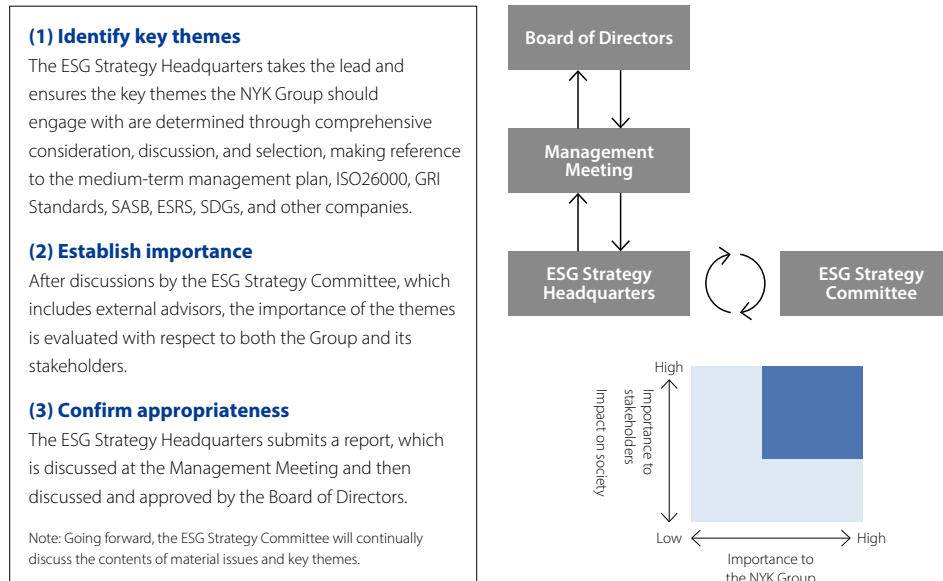 (1) Identify key themes
The ESG Strategy Headquarters takes the lead and
ensures the key themes the NYK Group should
engage with are determined through comprehensive
consideration, discussion, and selection, making reference
to the medium-term management plan, ISO26000, GRI
Standards, SASB, ESRS, SDGs, and other companies.
(2) Establish importance
After discussions by the ESG Strategy Committee, which
includes external advisors, the importance of the themes
is evaluated with respect to both the Group and its
stakeholders.
(3) Confirm appropriateness
The ESG Strategy Headquarters submits a report, which
is discussed at the Management Meeting and then
discussed and approved by the Board of Directors.
Note: Going forward, the ESG Strategy Committee will continually
discuss the contents of material issues and key themes.
Board of Directors
Management
Meeting
ESG Strategy
Headquarters
ESG Strategy
Committee
High
Importance to
stakeholders
Impact on society
Low
High
Importance to
the NYK Group